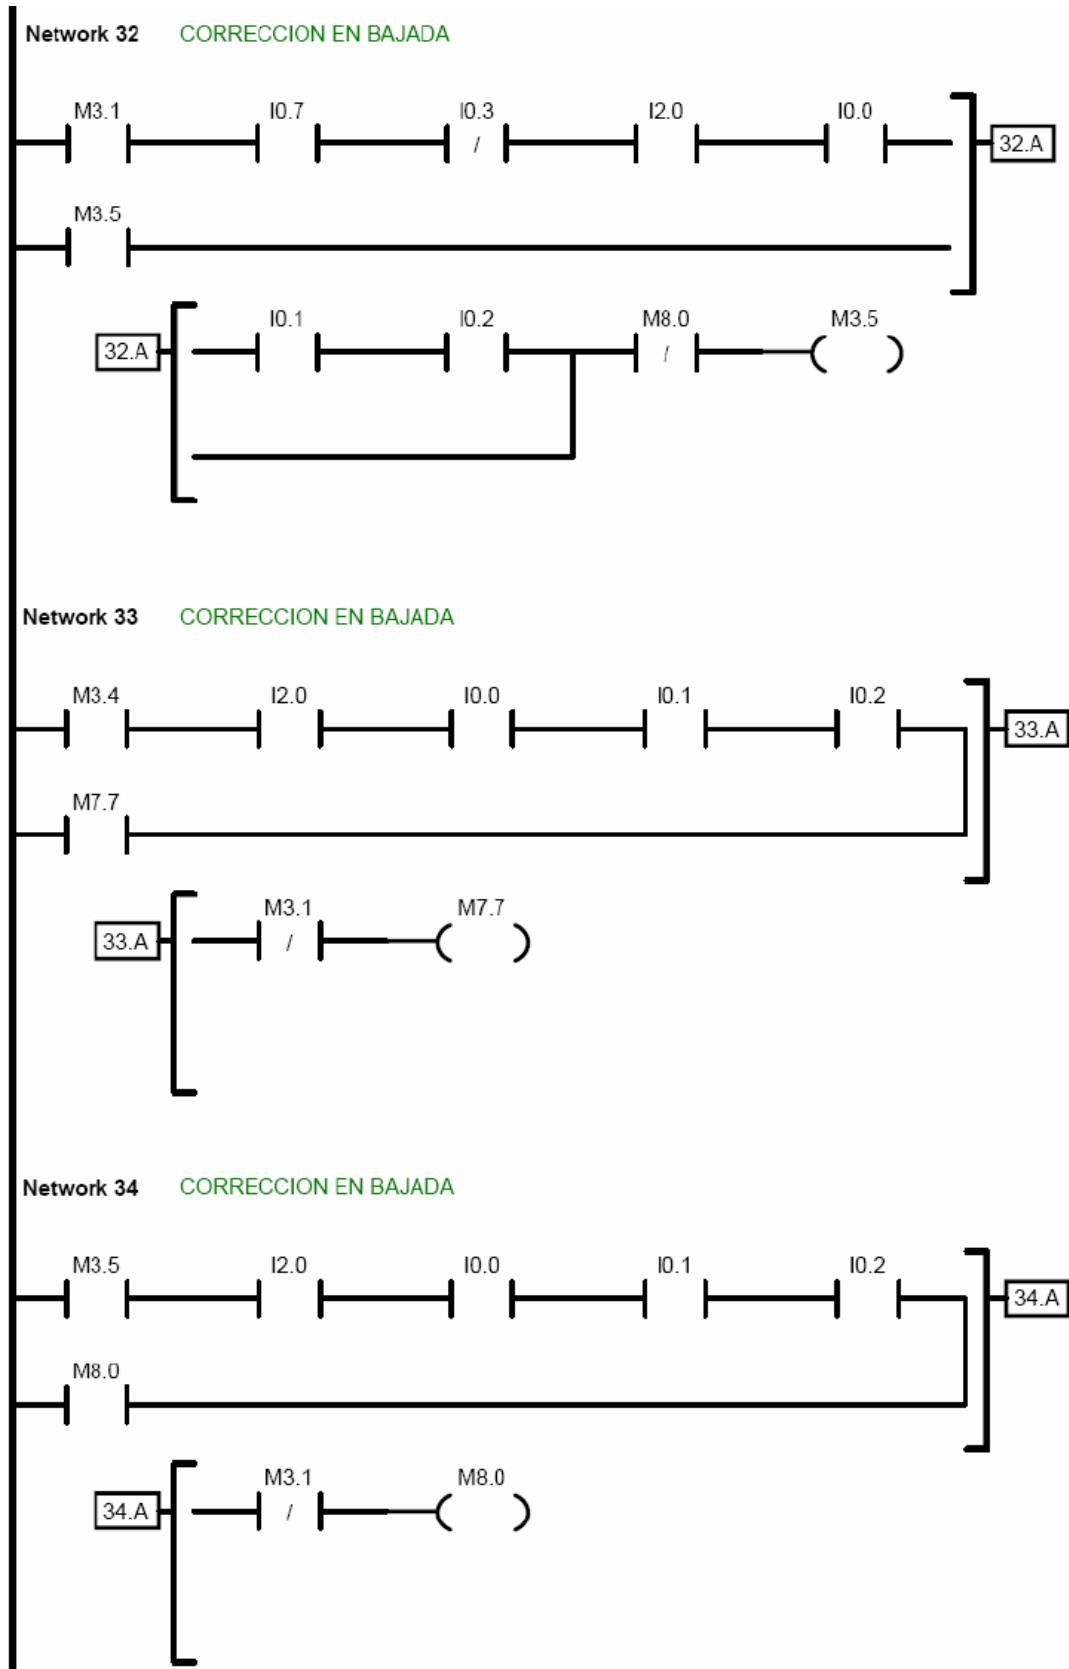 Network 32 CORRECCION EN BAJADA
M3.1 I0.7 I0.3 I2.0 I0.0
/
32.A
M3.5
I0.1 I0.2 M8.0 M3.5
32.A
/
Network 33 CORRECCION EN BAJADA
M3.4 I2.0 I0.0 I0.1 I0.2
33.A
M7.7
M3.1 M7.7
33.A
/
Network 34 CORRECCION EN BAJADA
M3.5 I2.0 I0.0 I0.1 I0.2
34.A
M8.0
M3.1 M8.0
34.A
/